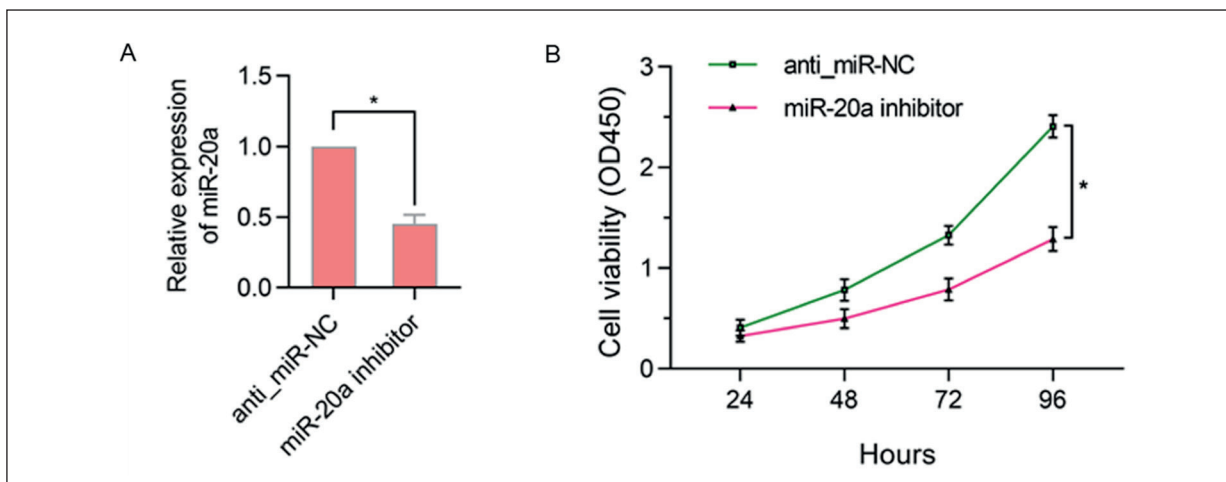 A
Relative expression
of miR-20a
1.5
1.0
0.5
0.0
*
anti_miR-NC
miR-20a inhibitor
B
anti_miR-NC
miR-20a inhibitor
Cell viability (OD450)
3
2
1
0
*
24 48 72 96
Hours